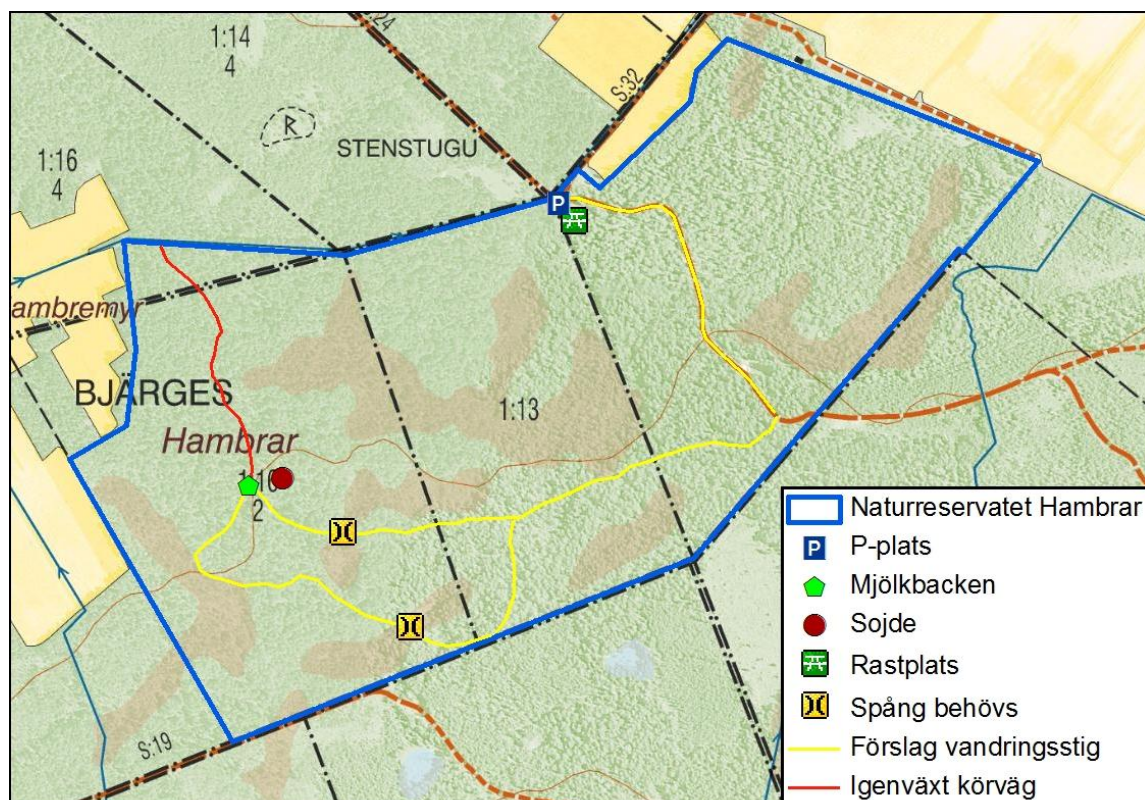 S:24
1:14
4
S:32
STENSTUGU
R
1:16
4
P
ambremyr
BJÄRGES
1:13
Hambrar
1:10
2
S:19
Naturreservatet Hambrar
P
P-plats
Mjölkbacken
Sojde
Rastplats
Spång behövs
Förslag vandringsstig
Igenväxt körväg